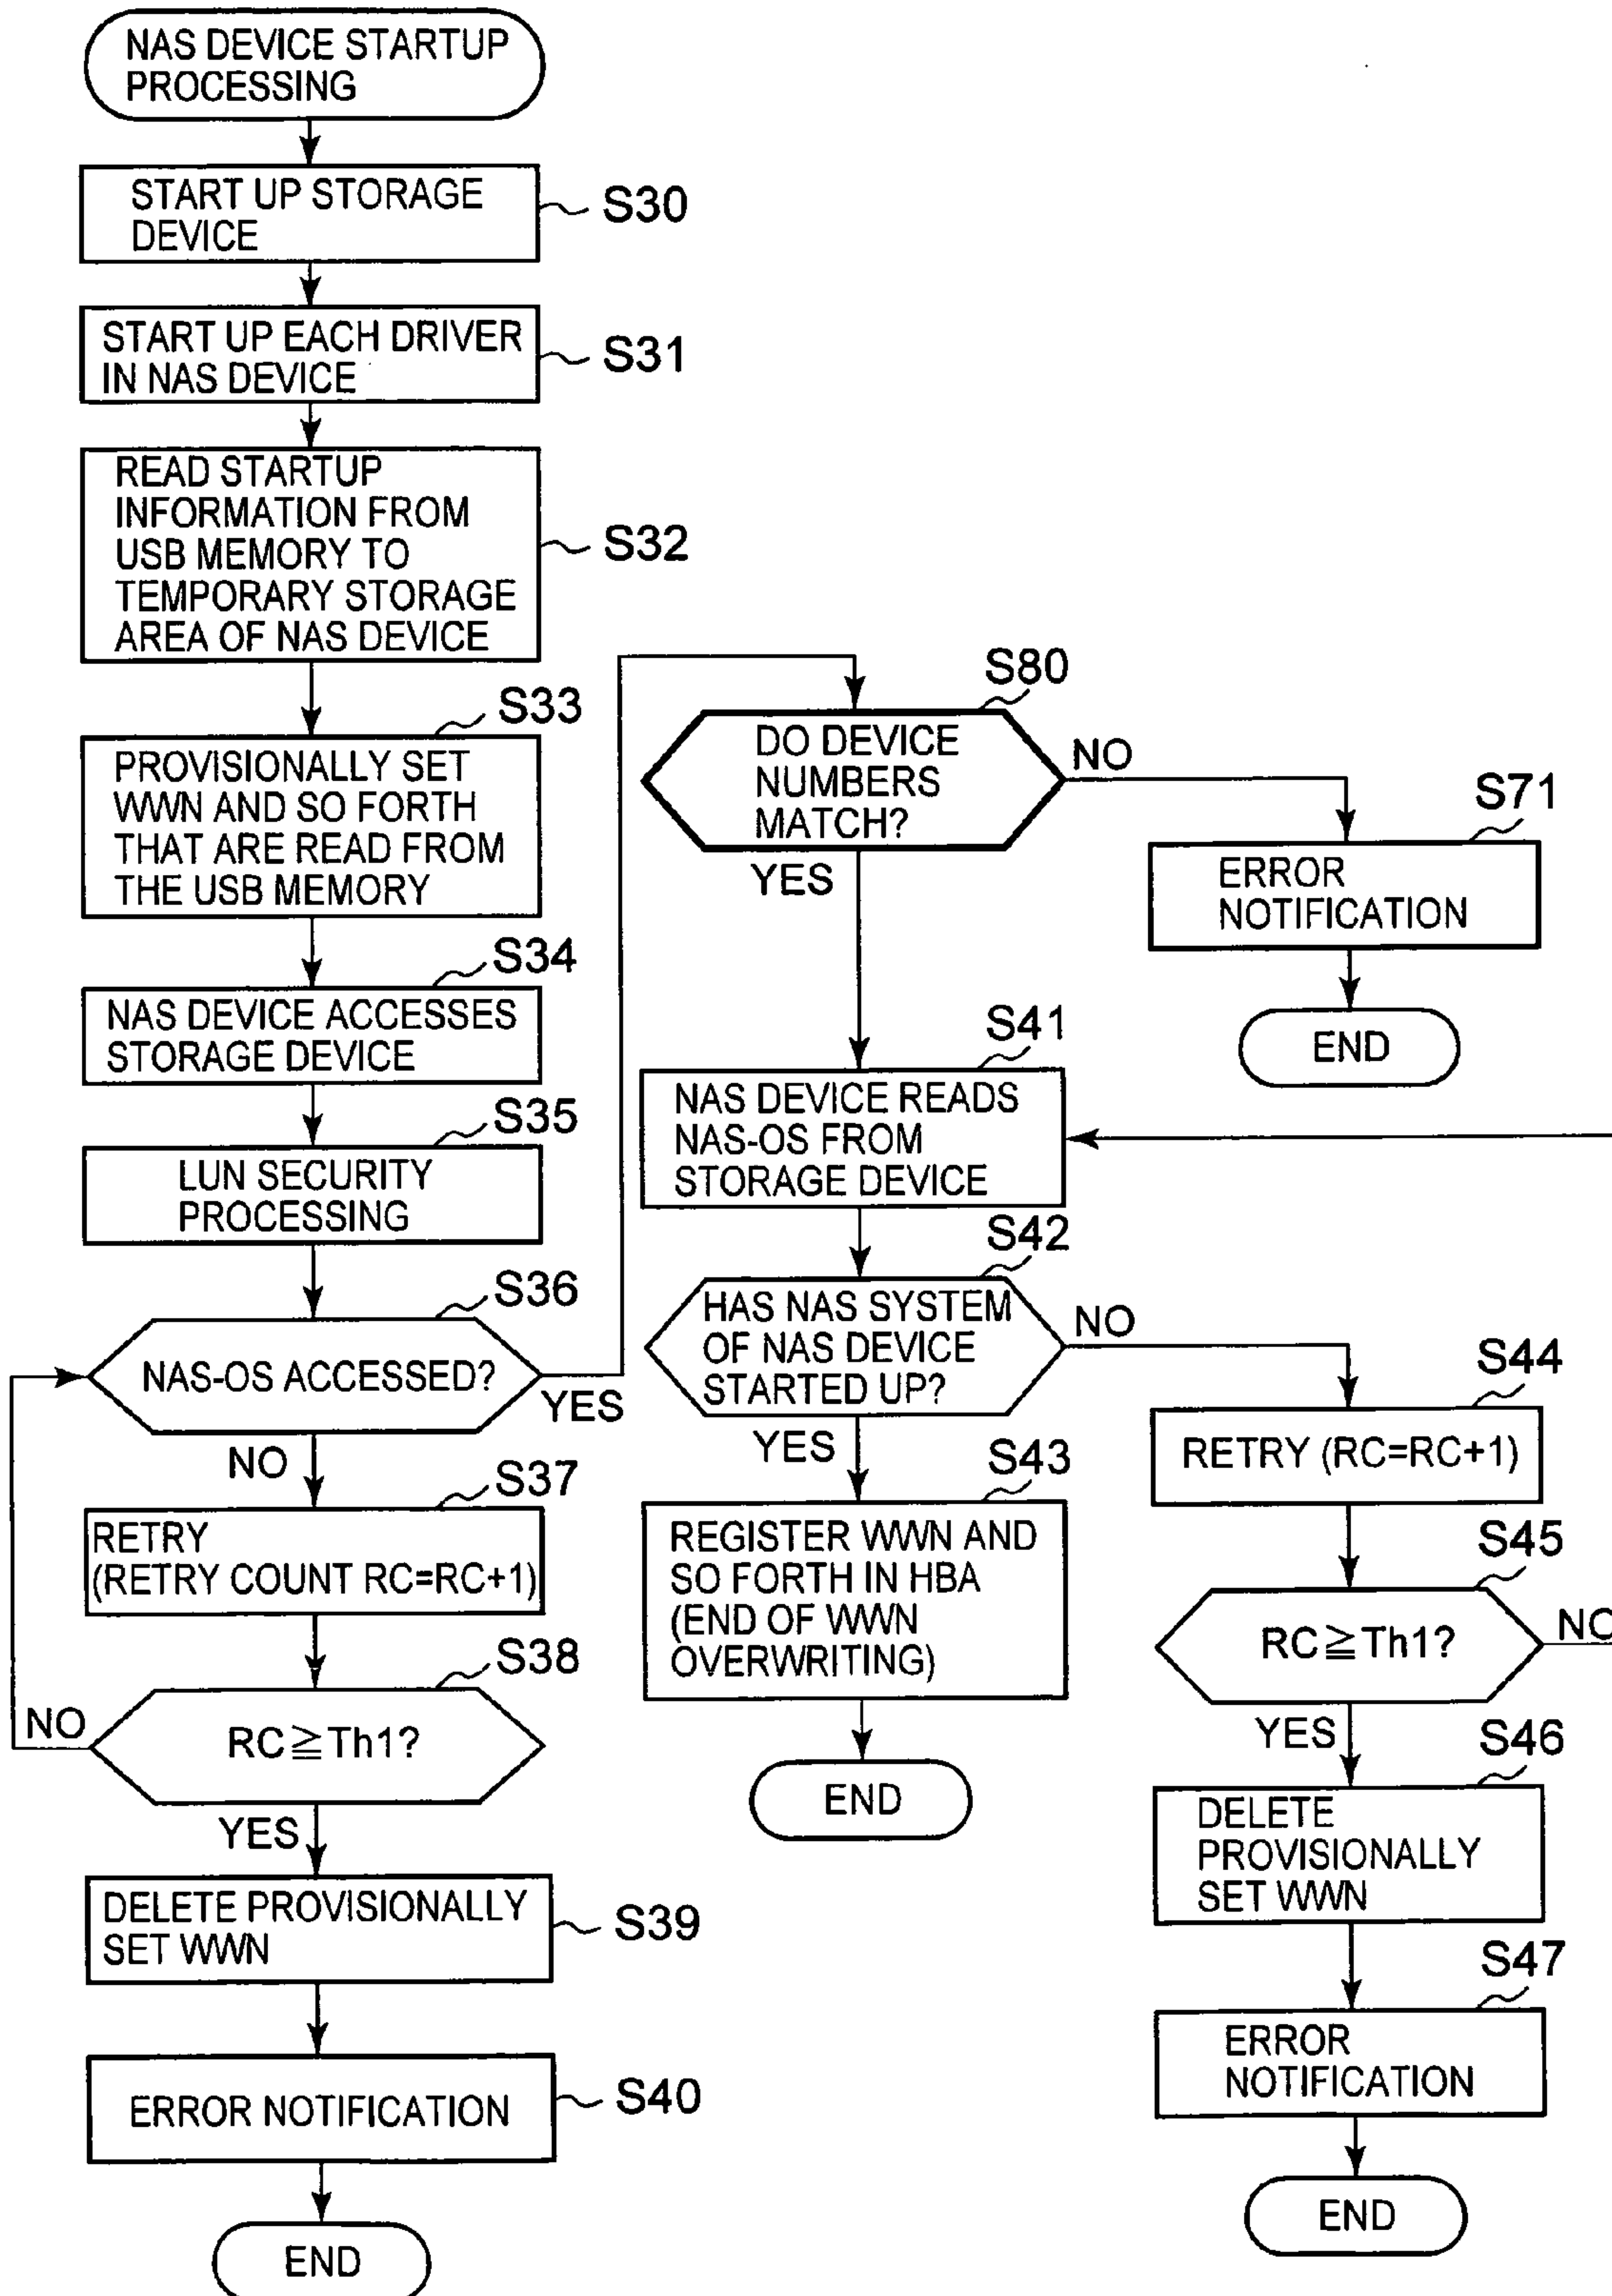 NAS DEVICE STARTUP
PROCESSING
START UP STORAGE
DEVICE
S30
START UP EACH DRIVER
IN NAS DEVICE
S31
READ STARTUP
INFORMATION FROM
USB MEMORY TO
TEMPORARY STORAGE
AREA OF NAS DEVICE
S32
S33
PROVISIONALLY SET
WWN AND SO FORTH
THAT ARE READ FROM
THE USB MEMORY
S34
NAS DEVICE ACCESSES
STORAGE DEVICE
S35
LUN SECURITY
PROCESSING
S36
NAS-OS ACCESSED?
YES
NO
S37
RETRY
(RETRY COUNT RC=RC+1)
S38
NO
RC≧Th1?
YES
DELETE PROVISIONALLY
SET WWN
S39
ERROR NOTIFICATION
S40
END
S80
DO DEVICE
NUMBERS
MATCH?
NO
YES
S71
ERROR
NOTIFICATION
END
S41
NAS DEVICE READS
NAS-OS FROM
STORAGE DEVICE
S42
HAS NAS SYSTEM
OF NAS DEVICE
STARTED UP?
NO
YES
S43
REGISTER WWN AND
SO FORTH IN HBA
(END OF WWN
OVERWRITING)
END
S44
RETRY (RC=RC+1)
S45
RC≧Th1?
NO
YES
S46
DELETE
PROVISIONALLY
SET WWN
S47
ERROR
NOTIFICATION
END